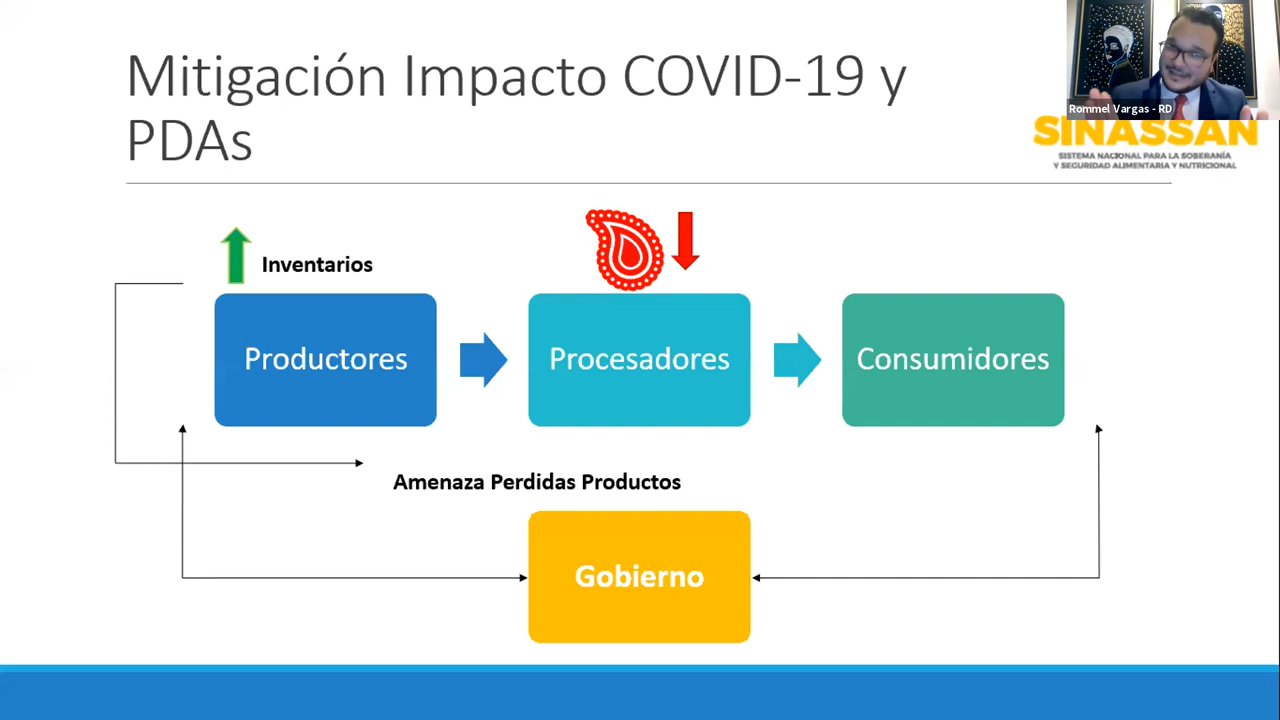 Mitigación Impacto COVID-19 y
PDAs
Rommel Vargas - RD
SINASSAN
SISTEMA NACIONAL PARA LA SOBERANÍA
Y SEGURIDAD ALIMENTARIA Y NUTRICIONAL
Inventarios
Productores
Procesadores
Consumidores
Amenaza Perdidas Productos
Gobierno